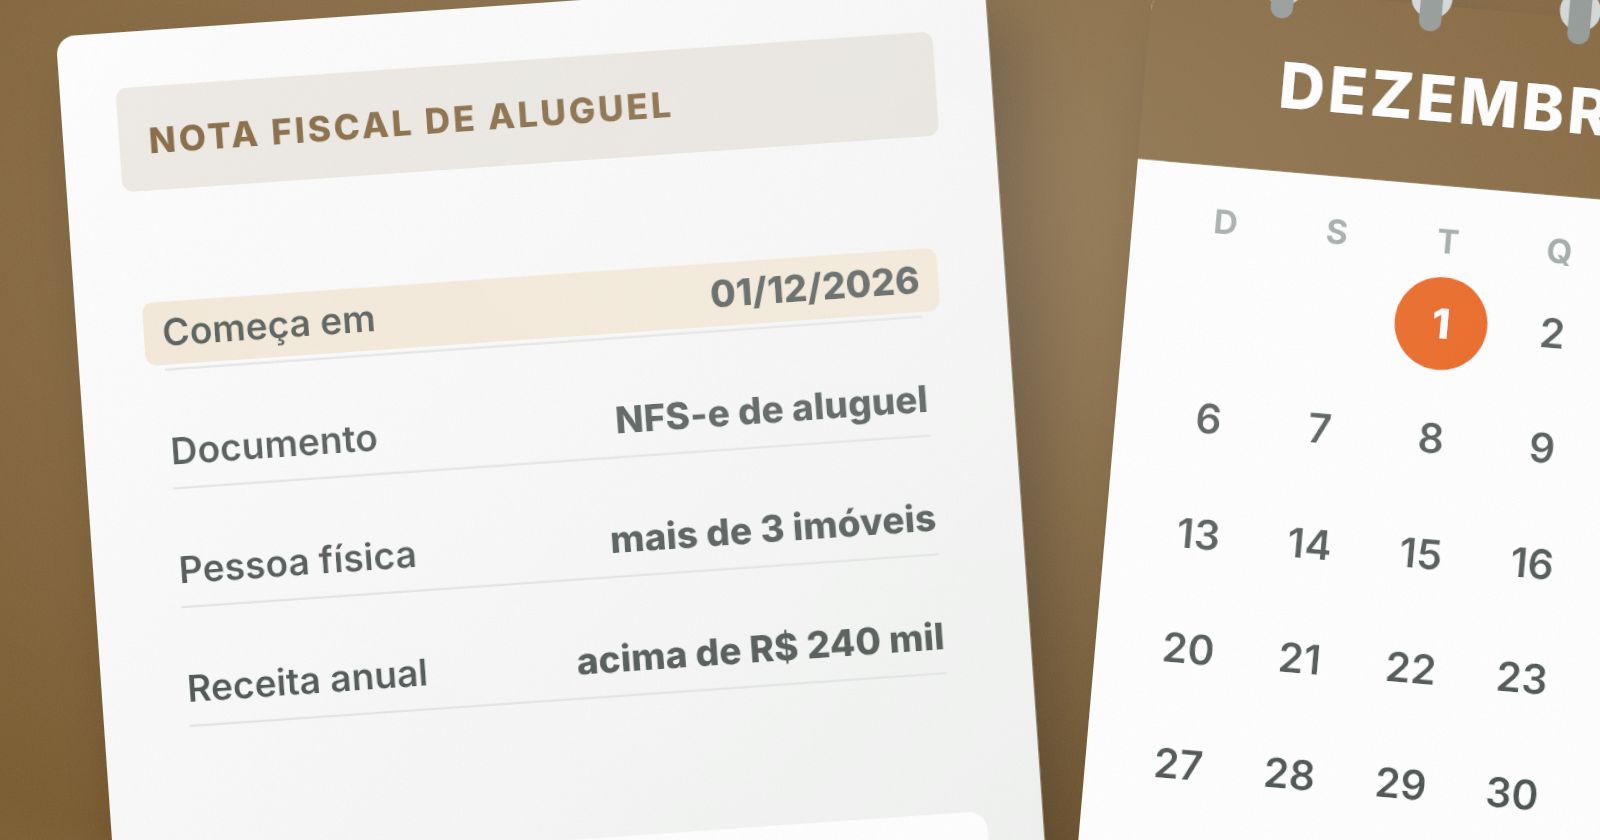 NOTA FISCAL DE ALUGUEL
Começa em 01/12/2026
Documento NFS-e de aluguel
Pessoa física mais de 3 imóveis
Receita anual acima de R$ 240 mil
DEZEMBR
D S T Q
1 2
6 7 8 9
13 14 15 16
20 21 22 23
27 28 29 30